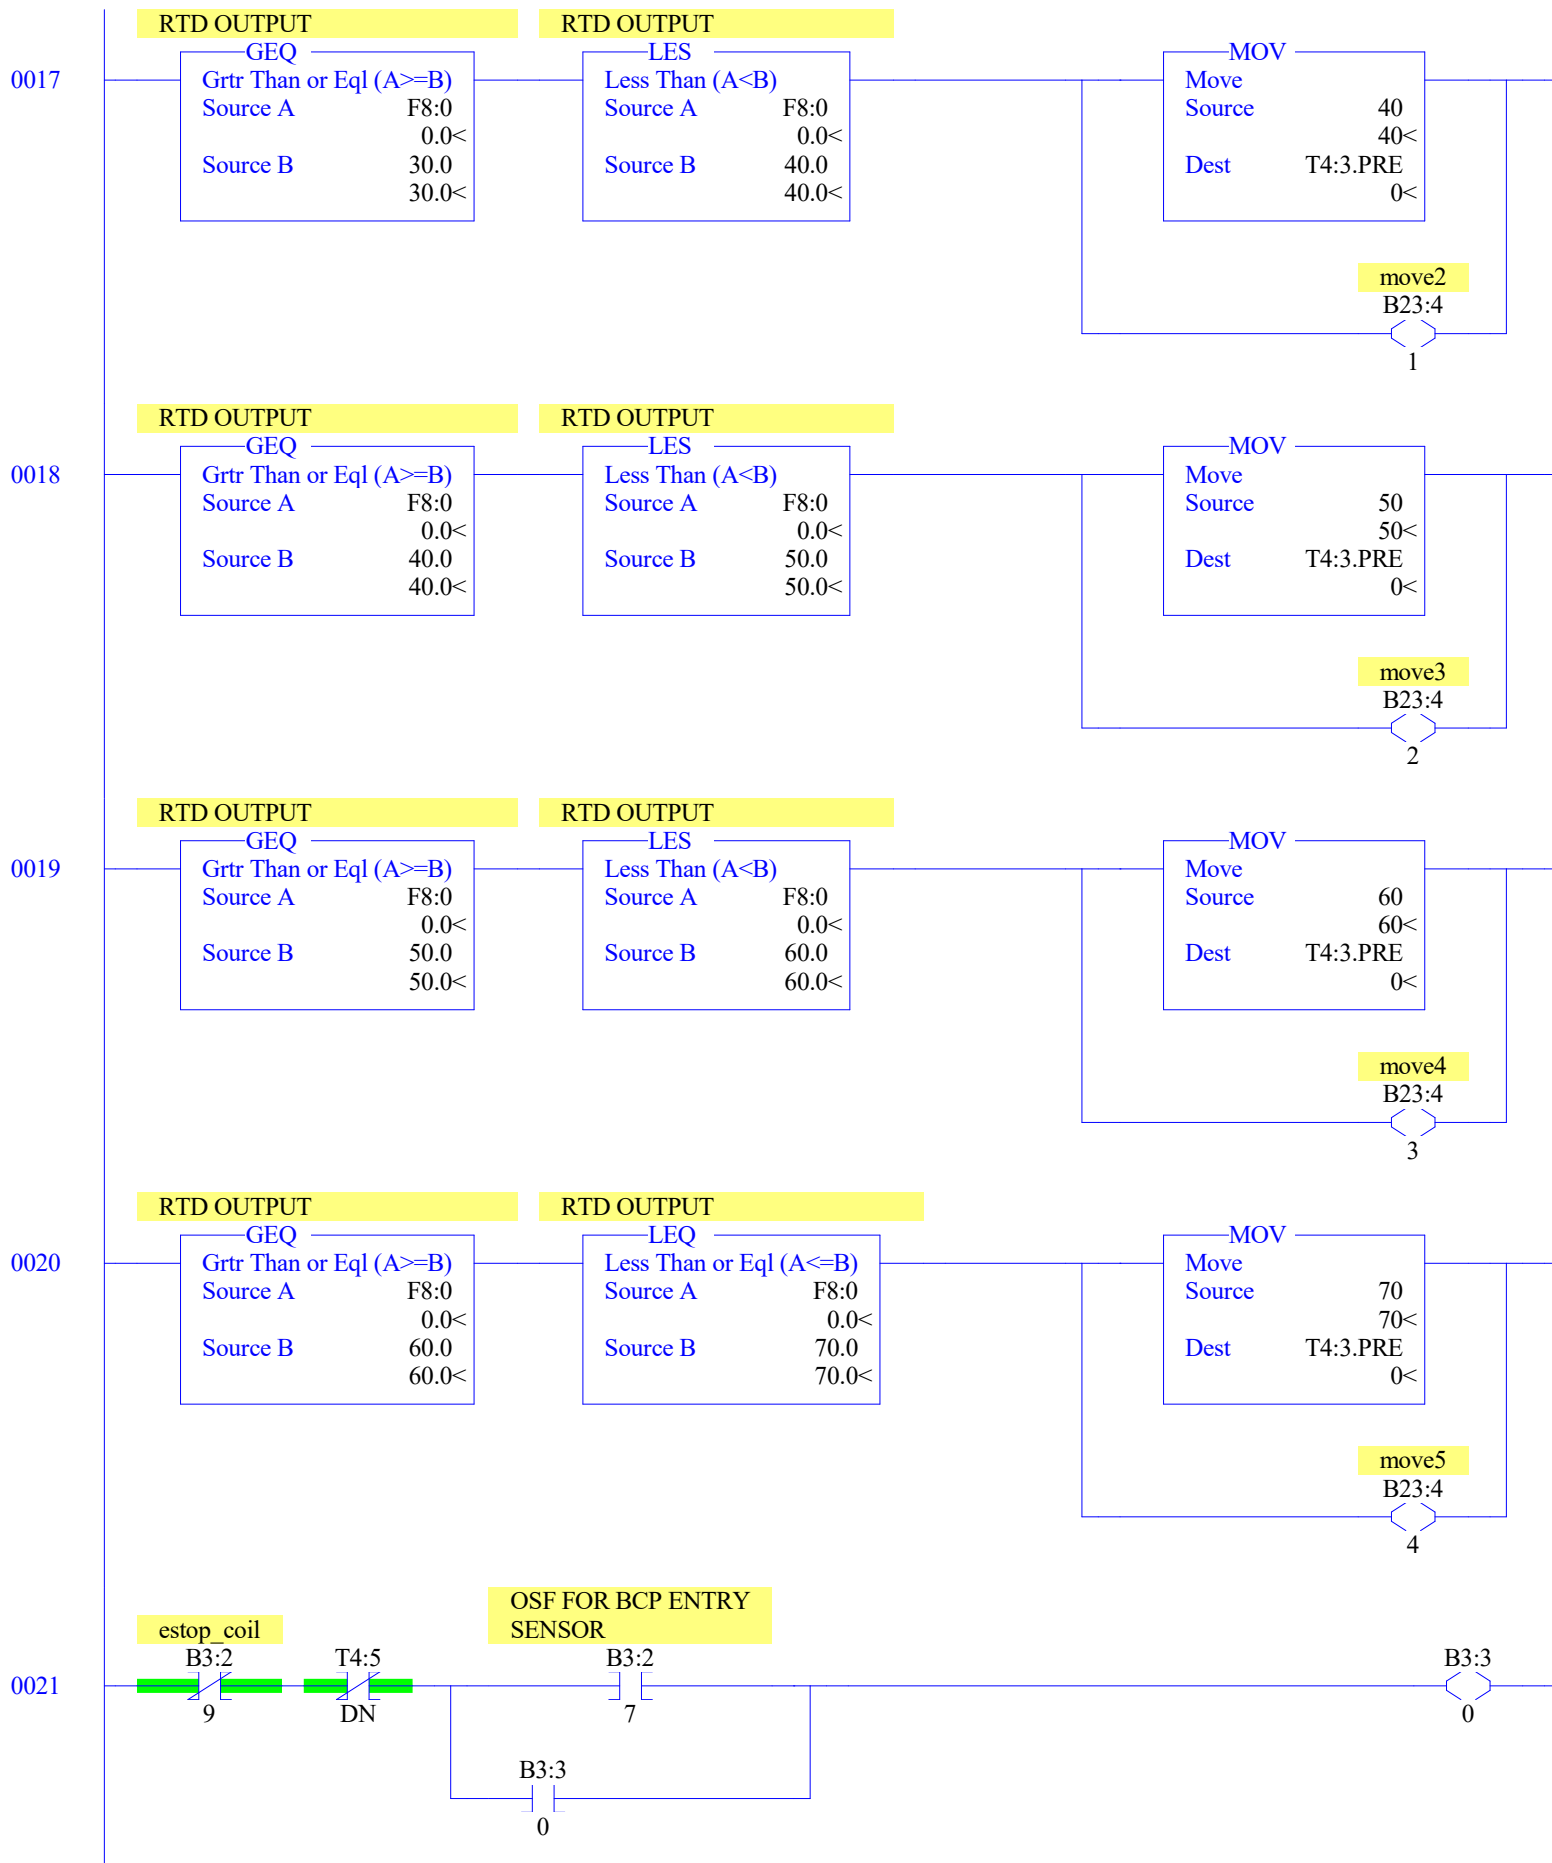 RTD OUTPUT RTD OUTPUT
GEQ LES MOV
0017 Grtr Than or Eql (A>=B) Less Than (A<B) Move
Source A F8:0 Source A F8:0 Source 40
0.0< 0.0< 40<
Source B 30.0 Source B 40.0 Dest T4:3.PRE
30.0< 40.0< 0<
move2
B23:4
1
RTD OUTPUT RTD OUTPUT
GEQ LES MOV
0018 Grtr Than or Eql (A>=B) Less Than (A<B) Move
Source A F8:0 Source A F8:0 Source 50
0.0< 0.0< 50<
Source B 40.0 Source B 50.0 Dest T4:3.PRE
40.0< 50.0< 0<
move3
B23:4
2
RTD OUTPUT RTD OUTPUT
GEQ LES MOV
0019 Grtr Than or Eql (A>=B) Less Than (A<B) Move
Source A F8:0 Source A F8:0 Source 60
0.0< 0.0< 60<
Source B 50.0 Source B 60.0 Dest T4:3.PRE
50.0< 60.0< 0<
move4
B23:4
3
RTD OUTPUT RTD OUTPUT
GEQ LEQ MOV
0020 Grtr Than or Eql (A>=B) Less Than or Eql (A<=B) Move
Source A F8:0 Source A F8:0 Source 70
0.0< 0.0< 70<
Source B 60.0 Source B 70.0 Dest T4:3.PRE
60.0< 70.0< 0<
move5
B23:4
4
OSF FOR BCP ENTRY
estop_coil SENSOR
B3:2 T4:5 B3:2 B3:3
0021
9 DN 7 0
B3:3
0